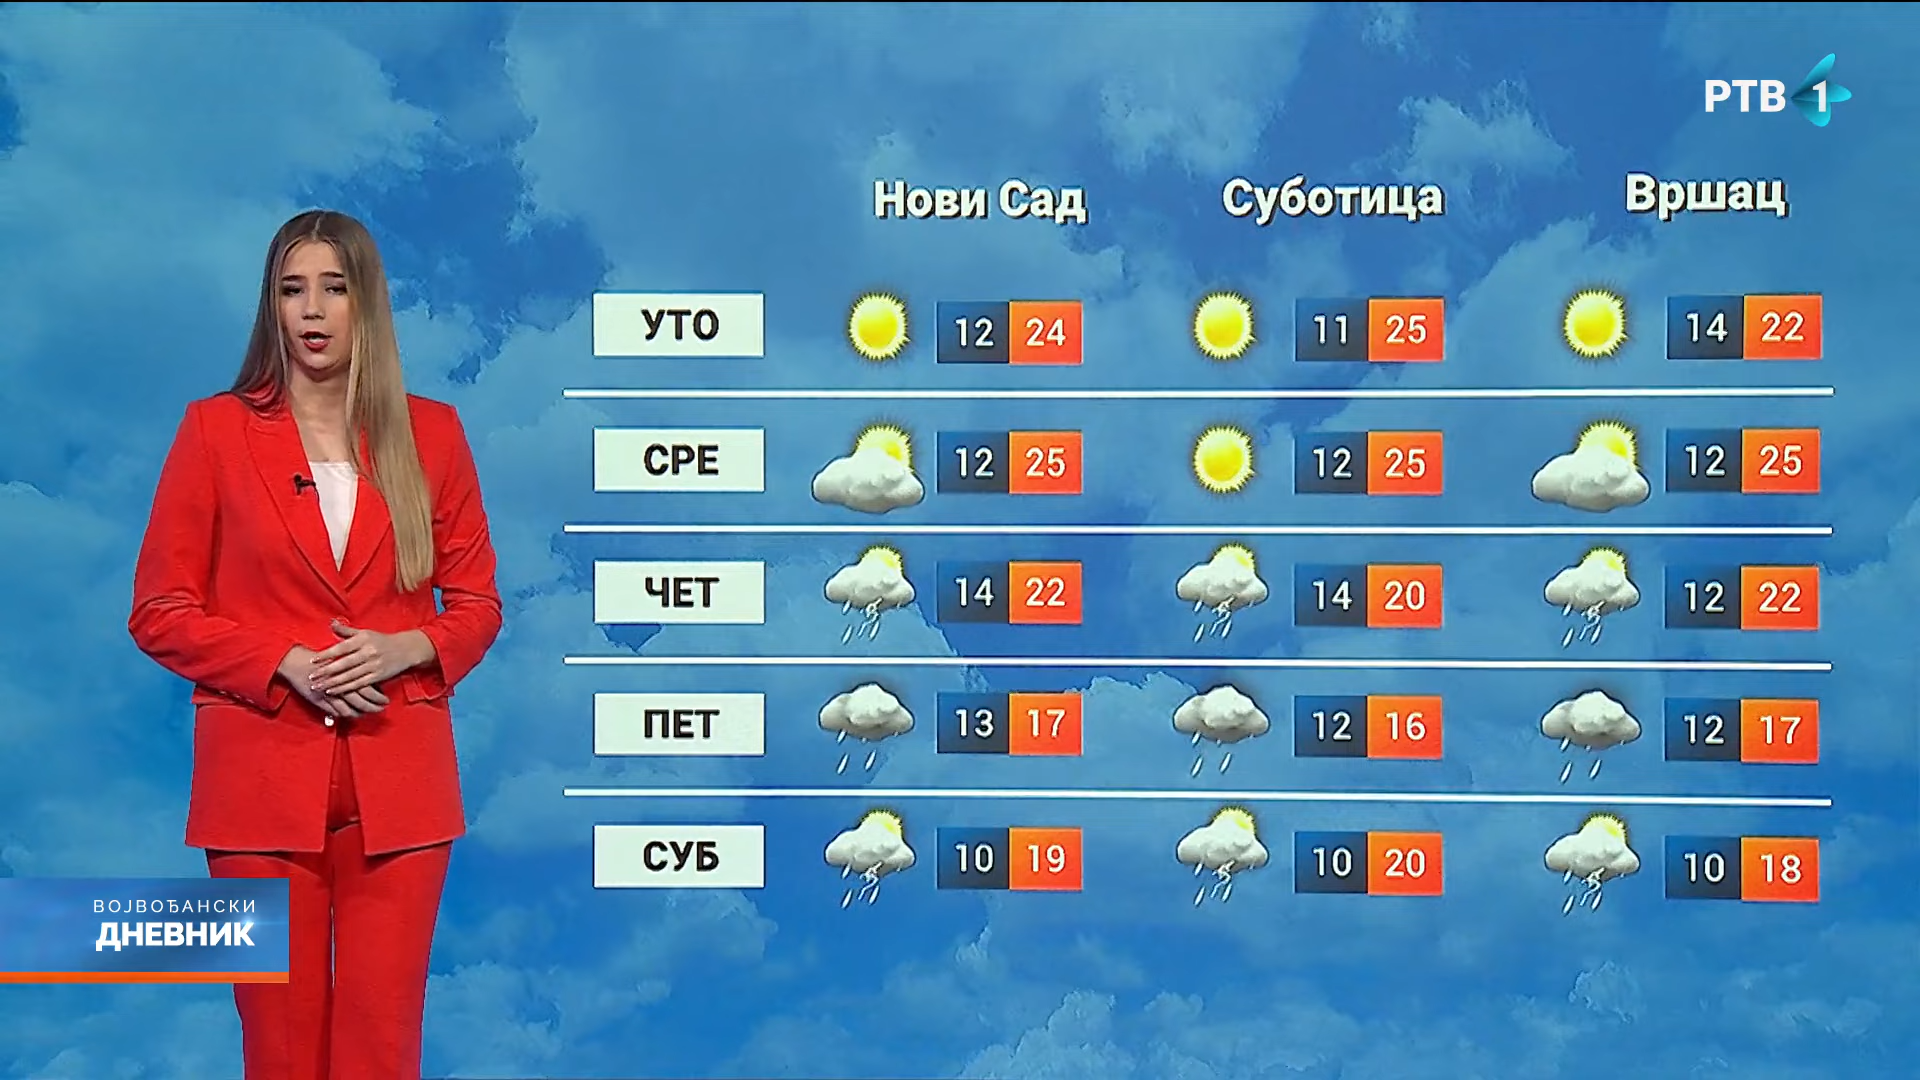 РТВ 1
Нови Сад Суботица Вршац
УТО 12 24 11 25 14 22
СРЕ 12 25 12 25 12 25
ЧЕТ 14 22 14 20 12 22
ПЕТ 13 17 12 16 12 17
СУБ 10 19 10 20 10 18
ВОЈВОЂАНСКИ
ДНЕВНИК